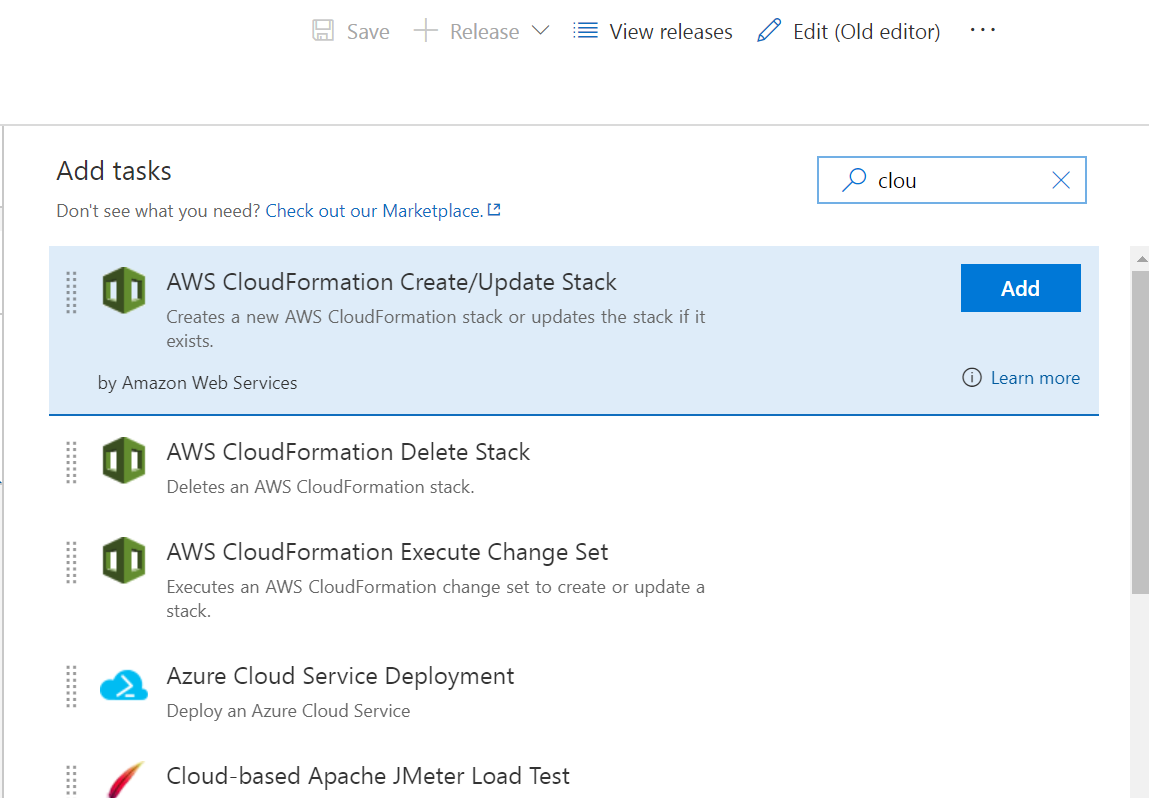 Save Release View releases Edit (Old editor) ...
Add tasks
clou
Don't see what you need? Check out our Marketplace.
AWS CloudFormation Create/Update Stack
Add
Creates a new AWS CloudFormation stack or updates the stack if it
exists.
by Amazon Web Services
Learn more
AWS CloudFormation Delete Stack
Deletes an AWS CloudFormation stack.
AWS CloudFormation Execute Change Set
Executes an AWS CloudFormation change set to create or update a
stack.
Azure Cloud Service Deployment
Deploy an Azure Cloud Service
Cloud-based Apache JMeter Load Test